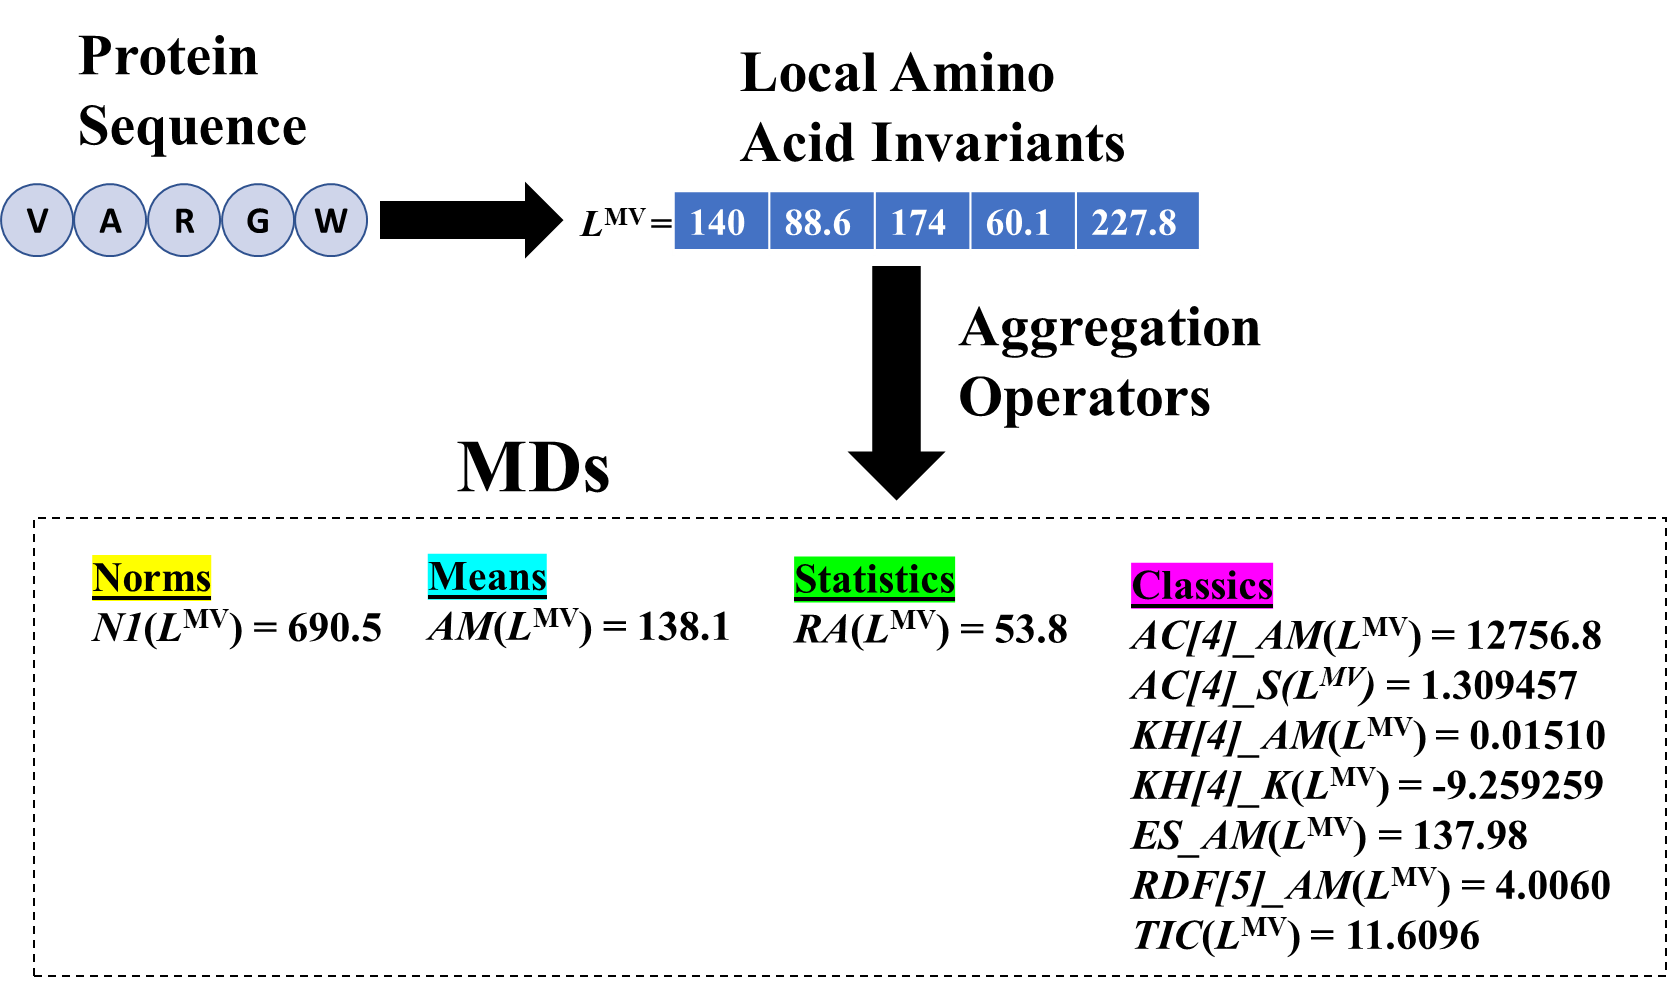 Protein
Sequence
V A R G W
Local Amino
Acid Invariants
L^MV = 140 88.6 174 60.1 227.8
Aggregation
Operators
MDs
Norms
N1(L^MV) = 690.5
Means
AM(L^MV) = 138.1
Statistics
RA(L^MV) = 53.8
Classics
AC[4]_AM(L^MV) = 12756.8
AC[4]_S(L^MV) = 1.309457
KH[4]_AM(L^MV) = 0.01510
KH[4]_K(L^MV) = -9.259259
ES_AM(L^MV) = 137.98
RDF[5]_AM(L^MV) = 4.0060
TIC(L^MV) = 11.6096